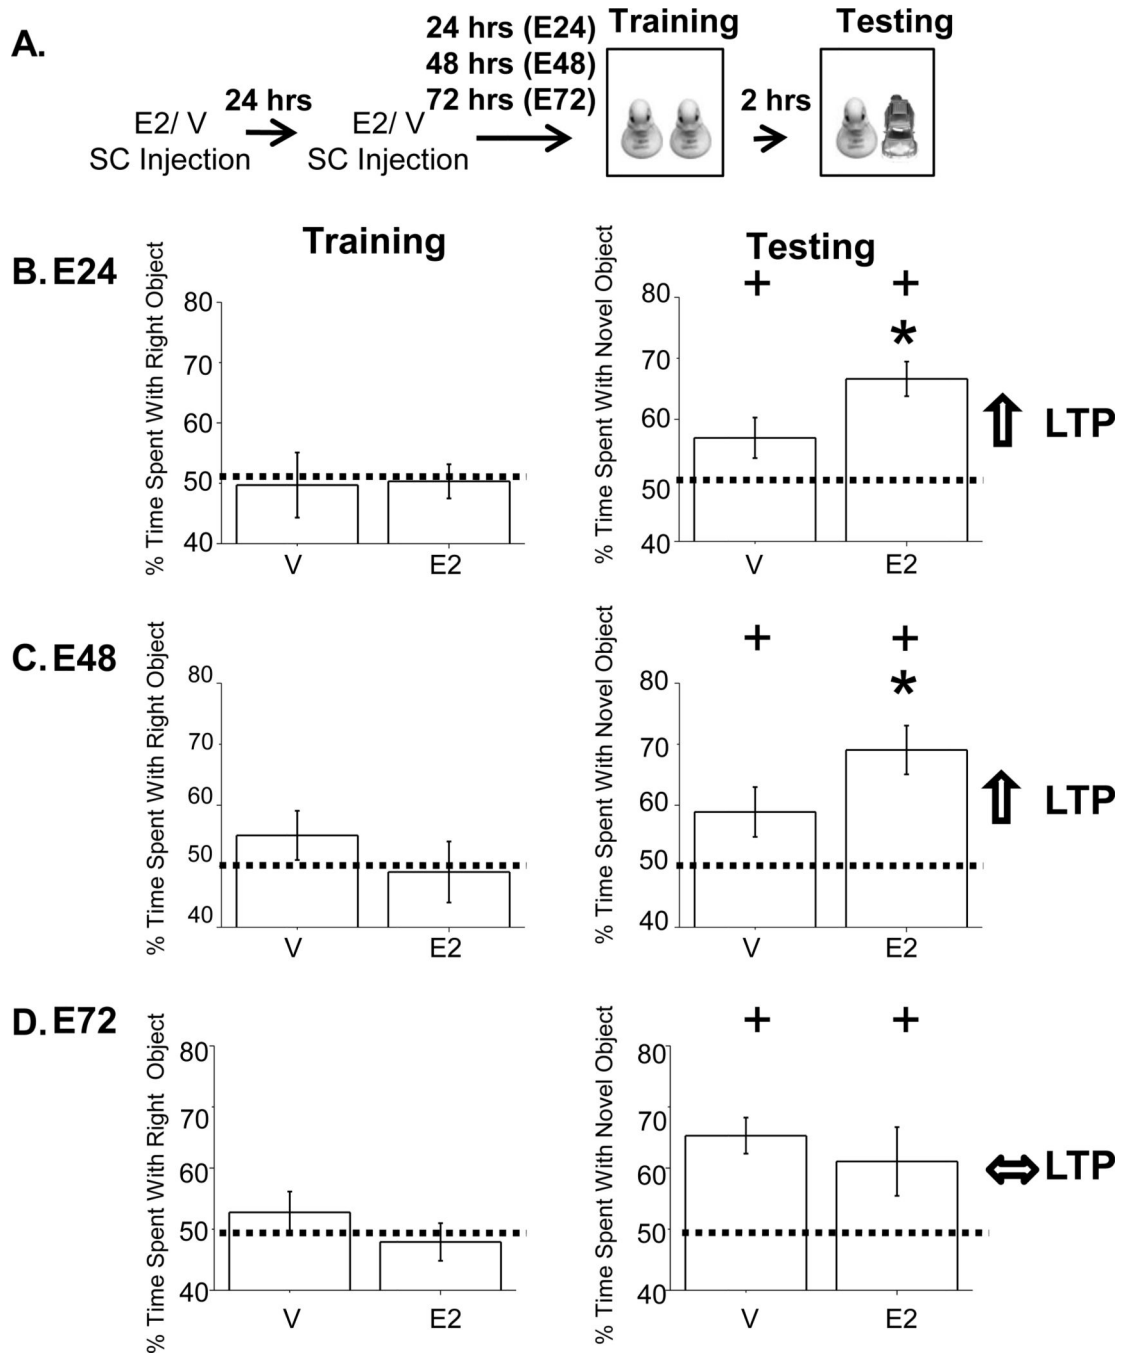 A.
24 hrs (E24)
48 hrs (E48)
72 hrs (E72)
Training
Testing
24 hrs
2 hrs
E2/ V
SC Injection
E2/ V
SC Injection
Training
Testing
B. E24
% Time Spent With Right Object
80
70
60
50
40
V
E2
% Time Spent With Novel Object
80
70
60
50
40
+
+
*
V
E2
LTP
C. E48
% Time Spent With Right Object
80
70
60
50
40
V
E2
% Time Spent With Novel Object
80
70
60
50
40
+
+
*
V
E2
LTP
D. E72
% Time Spent With Right Object
80
70
60
50
40
V
E2
% Time Spent With Novel Object
80
70
60
50
40
+
+
V
E2
LTP